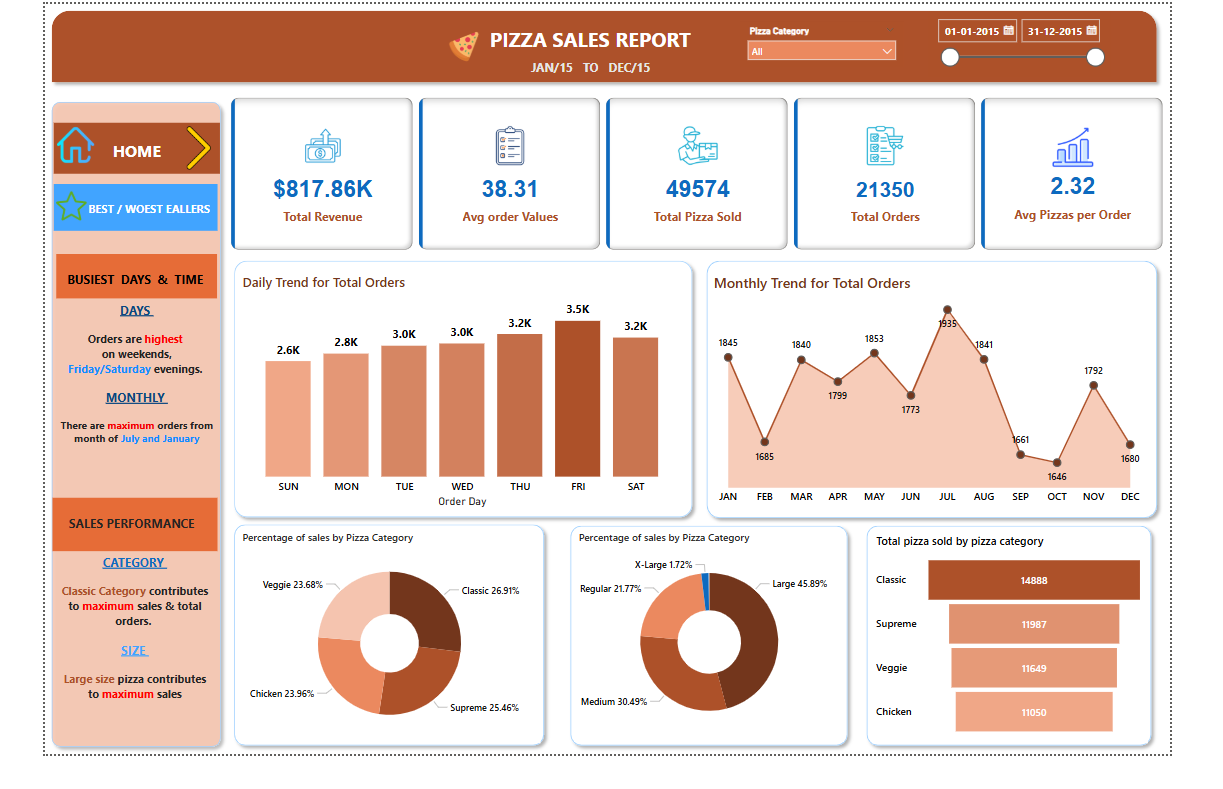 PIZZA SALES REPORT
JAN/15 TO DEC/15
Pizza Category
All
01-01-2015
31-12-2015
HOME
BEST / WOEST EALLERS
BUSIEST DAYS & TIME
DAYS
Orders are highest
on weekends,
Friday/Saturday evenings.
MONTHLY
There are maximum orders from
month of July and January
SALES PERFORMANCE
CATEGORY
Classic Category contributes
to maximum sales & total
orders.
SIZE
Large size pizza contributes
to maximum sales
$817.86K
Total Revenue
38.31
Avg order Values
49574
Total Pizza Sold
21350
Total Orders
2.32
Avg Pizzas per Order
Daily Trend for Total Orders
2.6K
2.8K
3.0K
3.0K
3.2K
3.5K
3.2K
SUN MON TUE WED THU FRI SAT
Order Day
Monthly Trend for Total Orders
1845
1685
1840
1799
1853
1773
1935
1841
1661
1646
1792
1680
JAN FEB MAR APR MAY JUN JUL AUG SEP OCT NOV DEC
Percentage of sales by Pizza Category
Veggie 23.68%
Classic 26.91%
Chicken 23.96%
Supreme 25.46%
Percentage of sales by Pizza Category
X-Large 1.72%
Regular 21.77%
Large 45.89%
Medium 30.49%
Total pizza sold by pizza category
Classic 14888
Supreme 11987
Veggie 11649
Chicken 11050